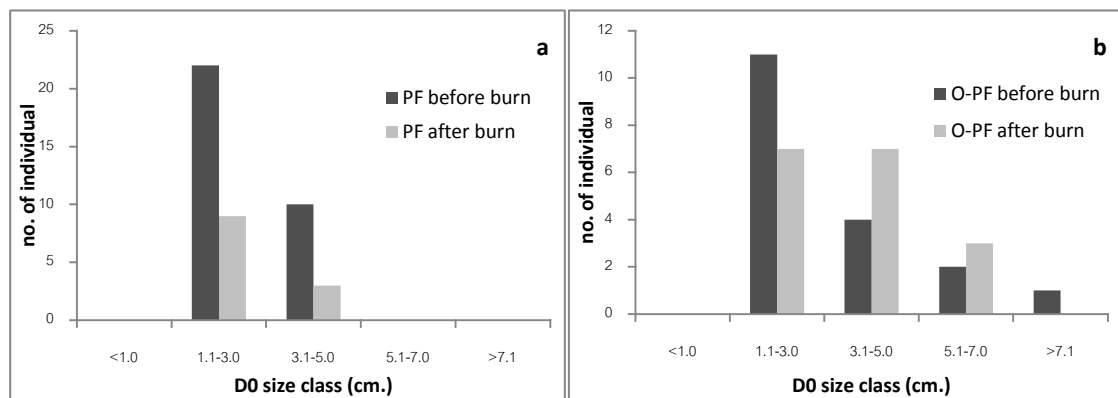 a
25
20
15
10
5
0
no. of individual
PF before burn
PF after burn
<1.0 1.1-3.0 3.1-5.0 5.1-7.0 >7.1
D0 size class (cm.)
b
12
10
8
6
4
2
0
no. of individual
O-PF before burn
O-PF after burn
<1.0 1.1-3.0 3.1-5.0 5.1-7.0 >7.1
D0 size class (cm.)